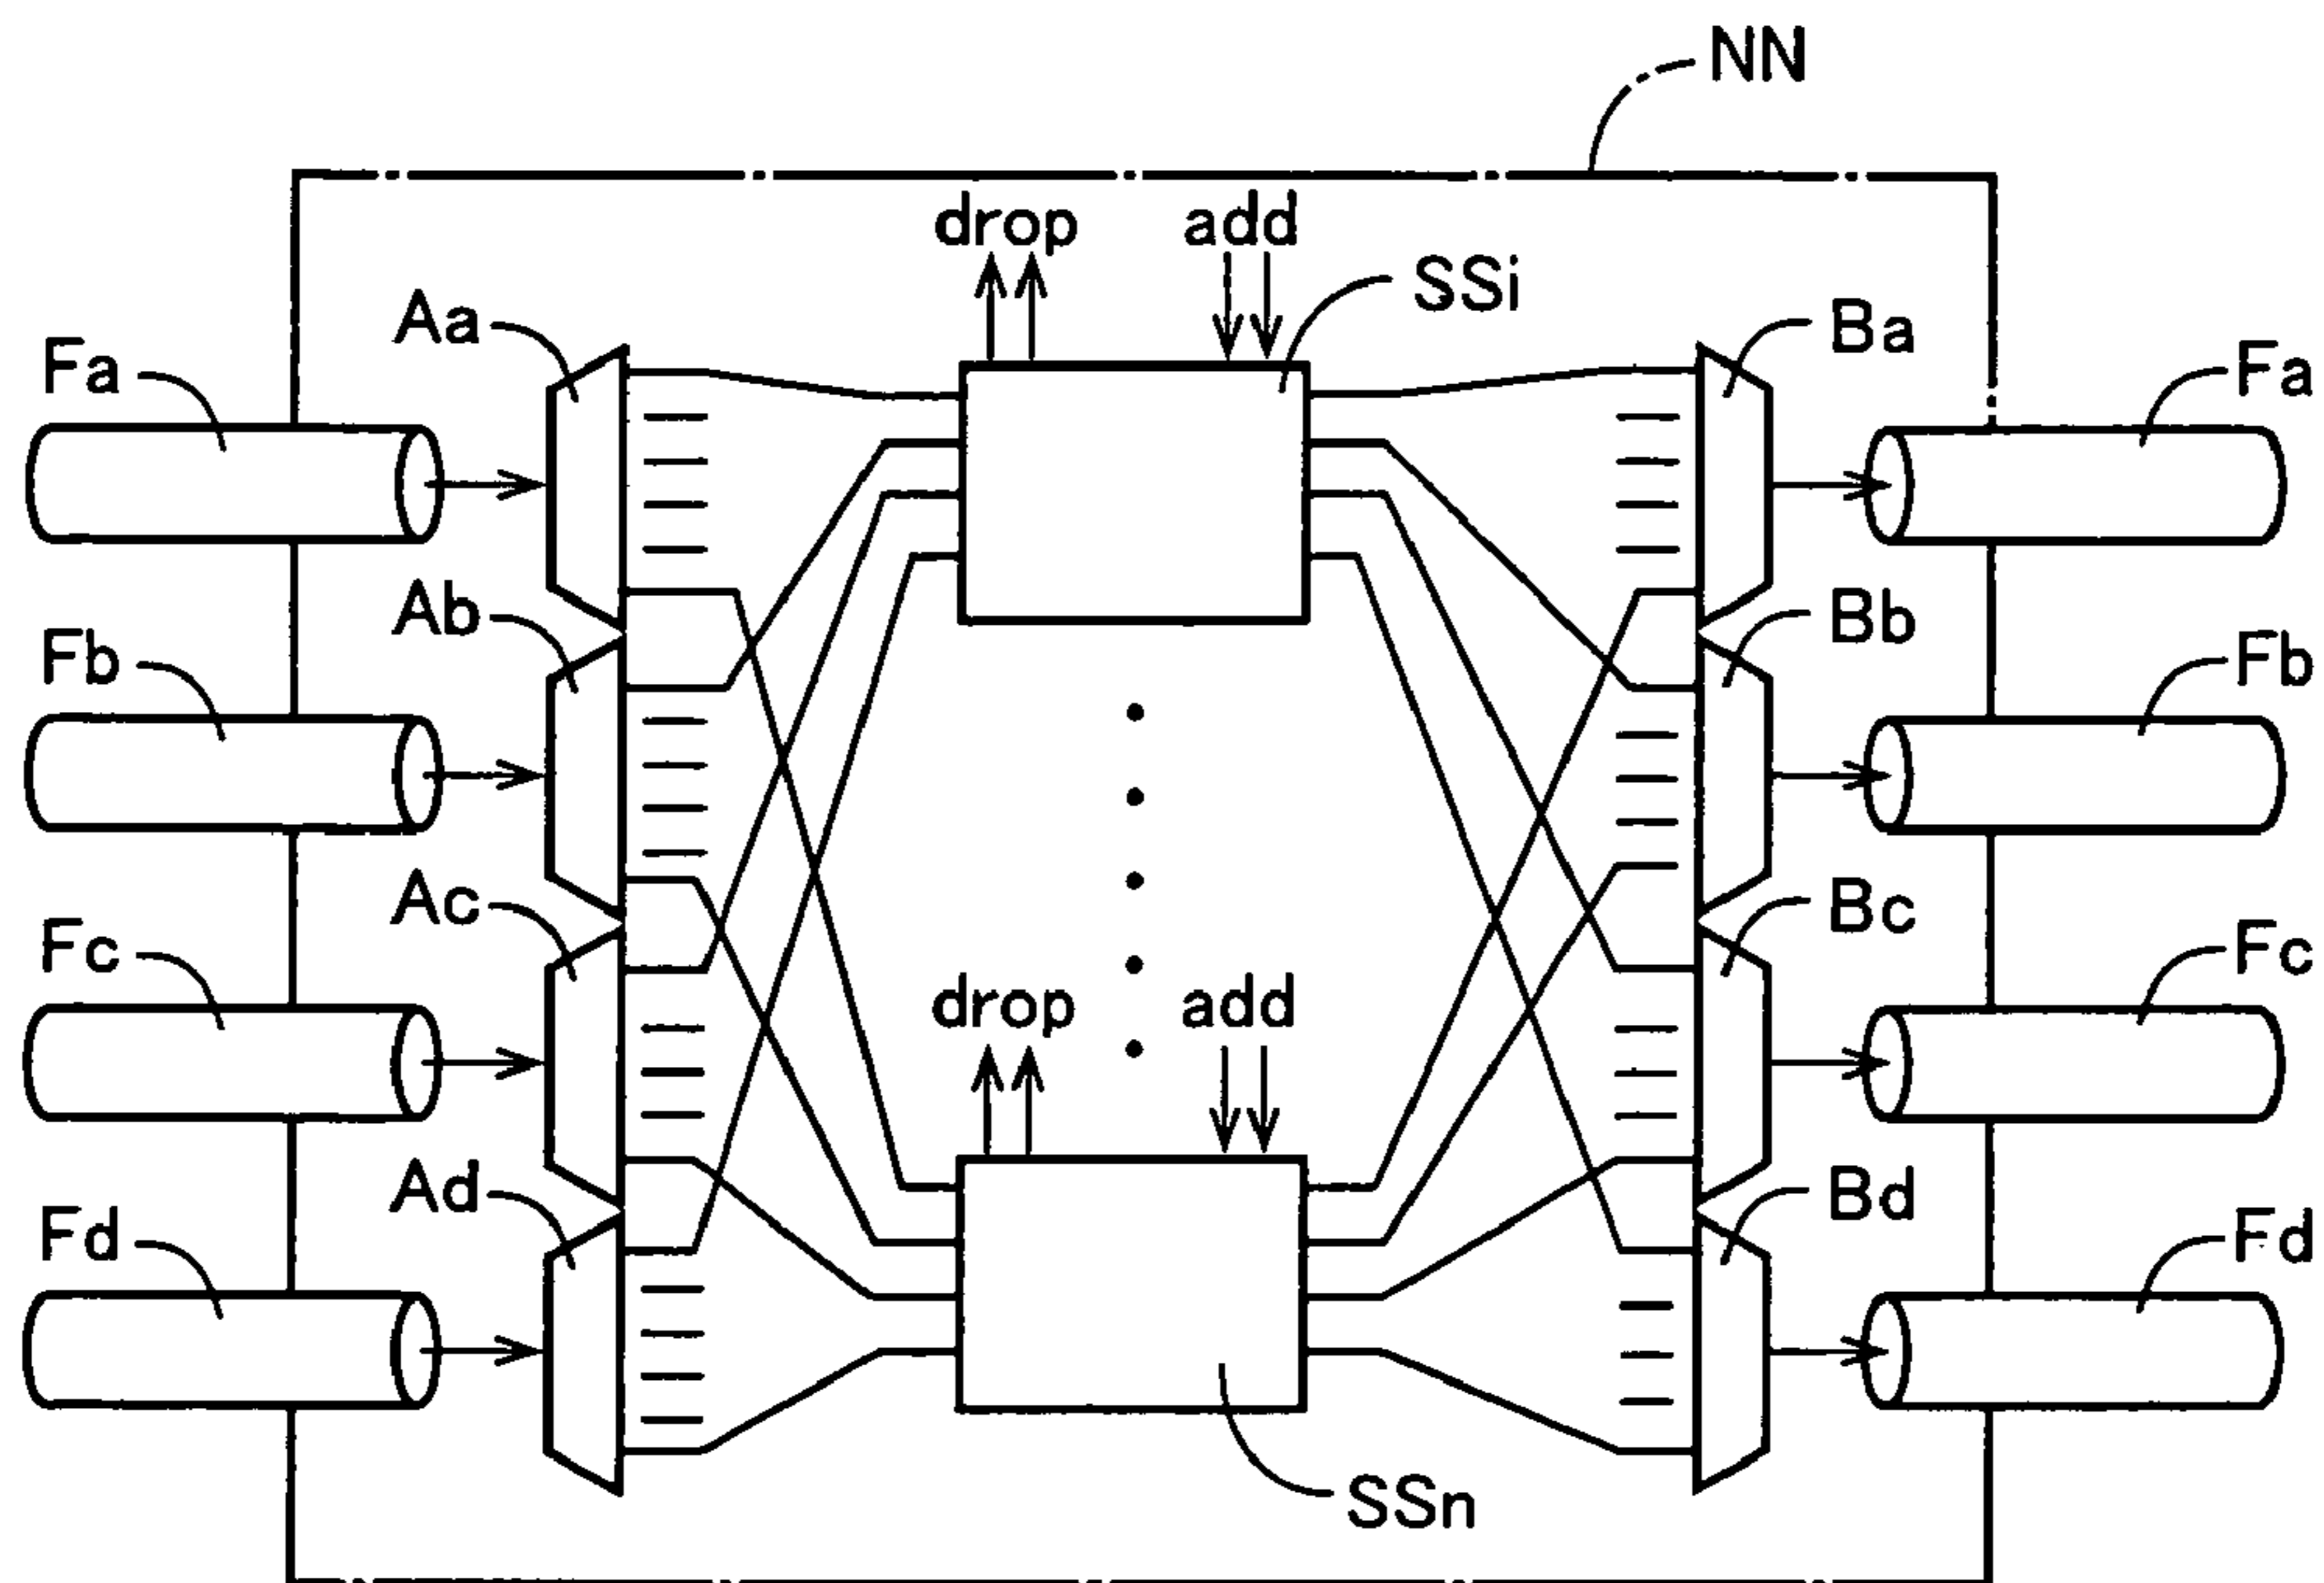 NN
drop add
SSi
Aa Ba
Fa Fa
Ab Bb
Fb Fb
Ac Bc
Fc Fc
drop add
Ad Bd
Fd Fd
SSn